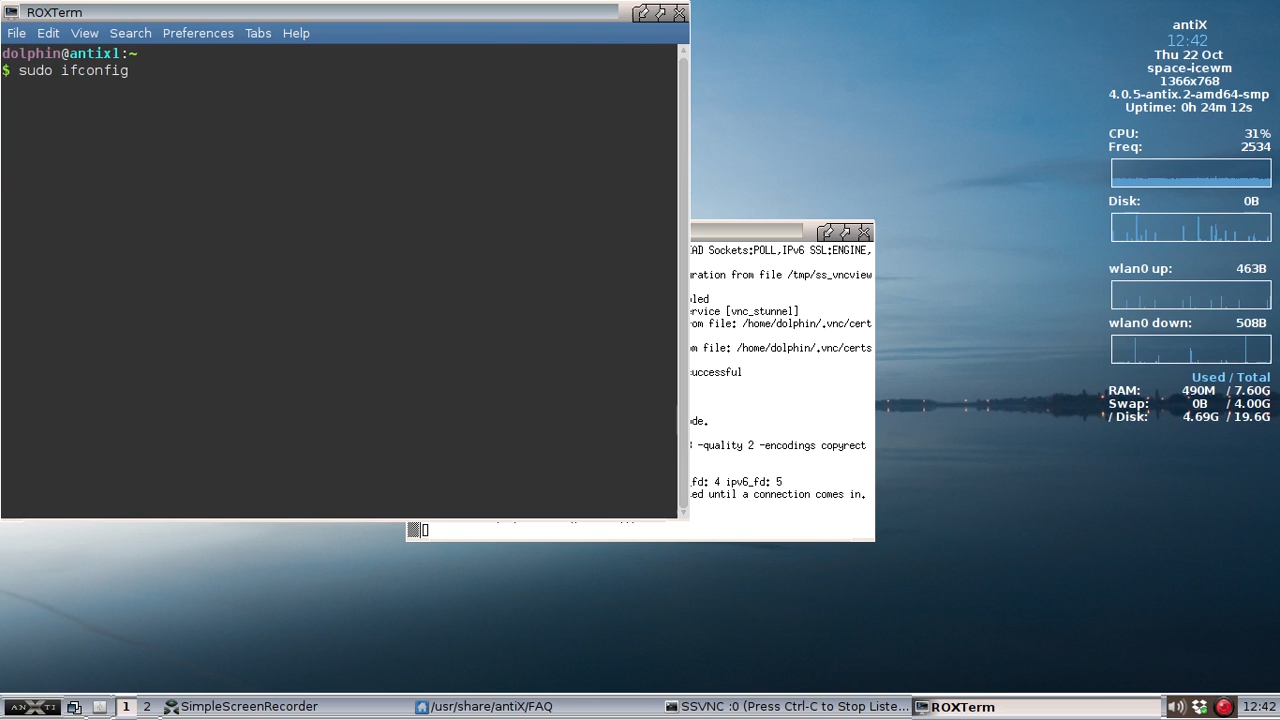 ROXTerm
File Edit View Search Preferences Tabs Help
dolphin@antix1:~
$ sudo ifconfig
AD Sockets:POLL,IPv6 SSL:ENGINE,
ration from file /tmp/ss_vncview
led
ervice [vnc_stunnel]
om file: /home/dolphin/.vnc/cert
om file: /home/dolphin/.vnc/certs
successful
de.
-quality 2 -encodings copyrect
_fd: 4 ipv6_fd: 5
ed until a connection comes in.
antiX
12:42
Thu 22 Oct
space-icewm
1366x768
4.0.5-antix.2-amd64-smp
Uptime: 0h 24m 12s
CPU: 31%
Freq: 2534
Disk: 0B
wlan0 up: 463B
wlan0 down: 508B
Used / Total
RAM: 490M / 7.60G
Swap: 0B / 4.00G
/ Disk: 4.69G / 19.6G
ANTI 1 2 SimpleScreenRecorder /usr/share/antiX/FAQ SSVNC :0 (Press Ctrl-C to Stop Liste... ROXTerm 12:42